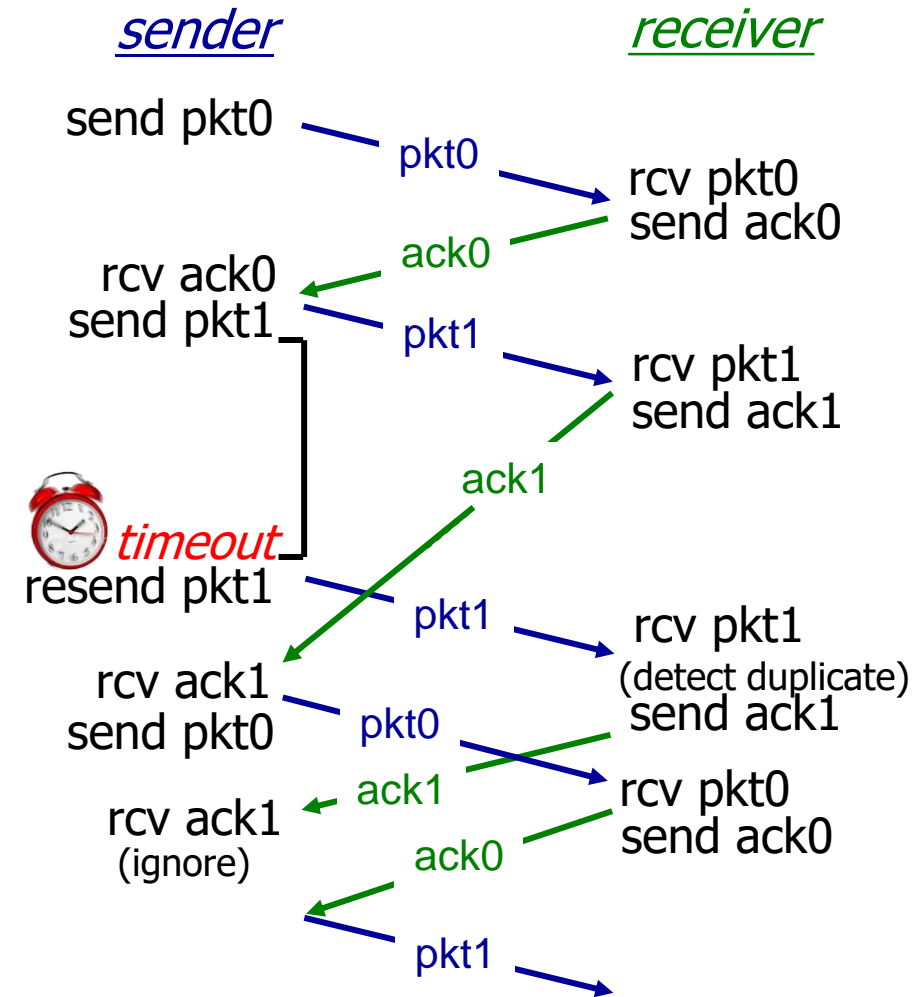 sender
receiver
send pkt0
pkt0
rcv pkt0
send ack0
ack0
rcv ack0
send pkt1
pkt1
rcv pkt1
send ack1
ack1
timeout
resend pkt1
pkt1
rcv pkt1
(detect duplicate)
send ack1
rcv ack1
send pkt0
pkt0
ack1
rcv pkt0
send ack0
rcv ack1
(ignore)
ack0
pkt1